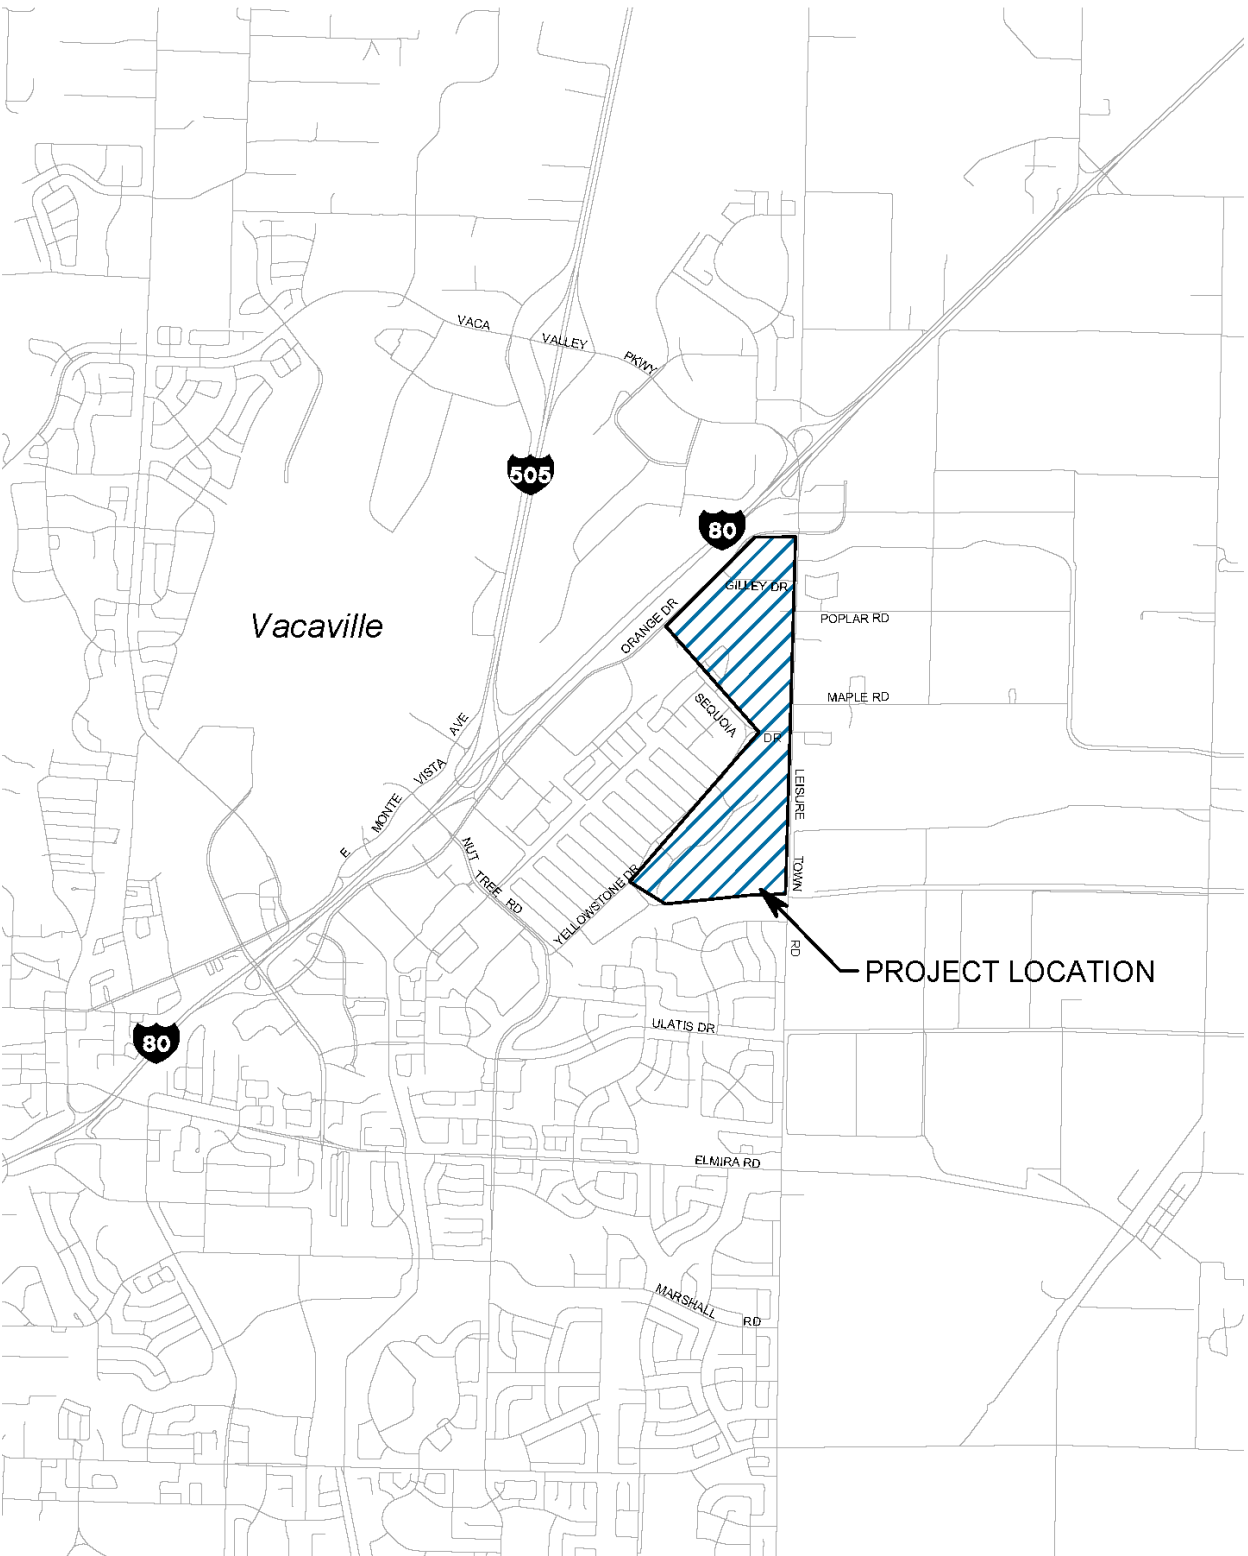 VACA VALLEY PKWY
505
80
GILLEY DR
ORANGE DR
POPLAR RD
Vacaville
MAPLE RD
SEQUOIA DR
E MONTE VISTA AVE
LEISURE TOWN RD
NUT TREE RD
YELLOWSTONE DR
PROJECT LOCATION
ULATIS DR
80
ELMIRA RD
MARSHALL RD